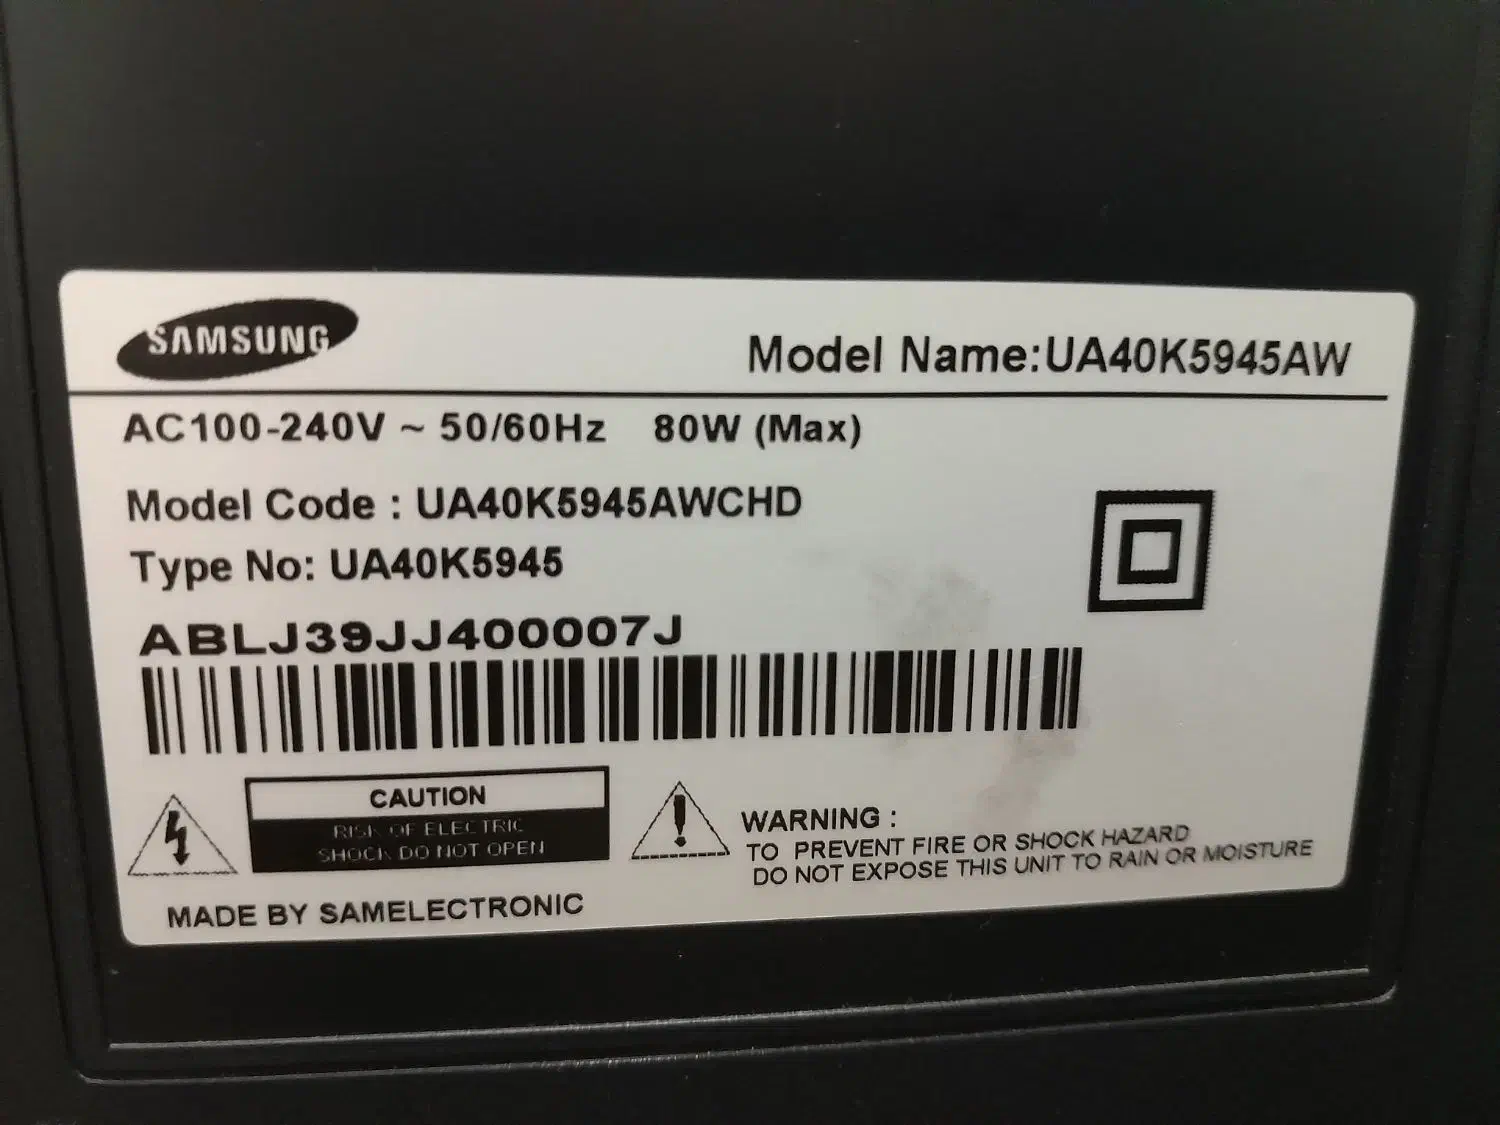 SAMSUNG
Model Name:UA40K5945AW
AC100-240V ~ 50/60Hz 80W (Max)
Model Code : UA40K5945AWCHD
Type No: UA40K5945
ABLJ39JJ400007J
CAUTION
RISK OF ELECTRIC
SHOCK DO NOT OPEN
WARNING :
TO PREVENT FIRE OR SHOCK HAZARD
DO NOT EXPOSE THIS UNIT TO RAIN OR MOISTURE
MADE BY SAMELECTRONIC